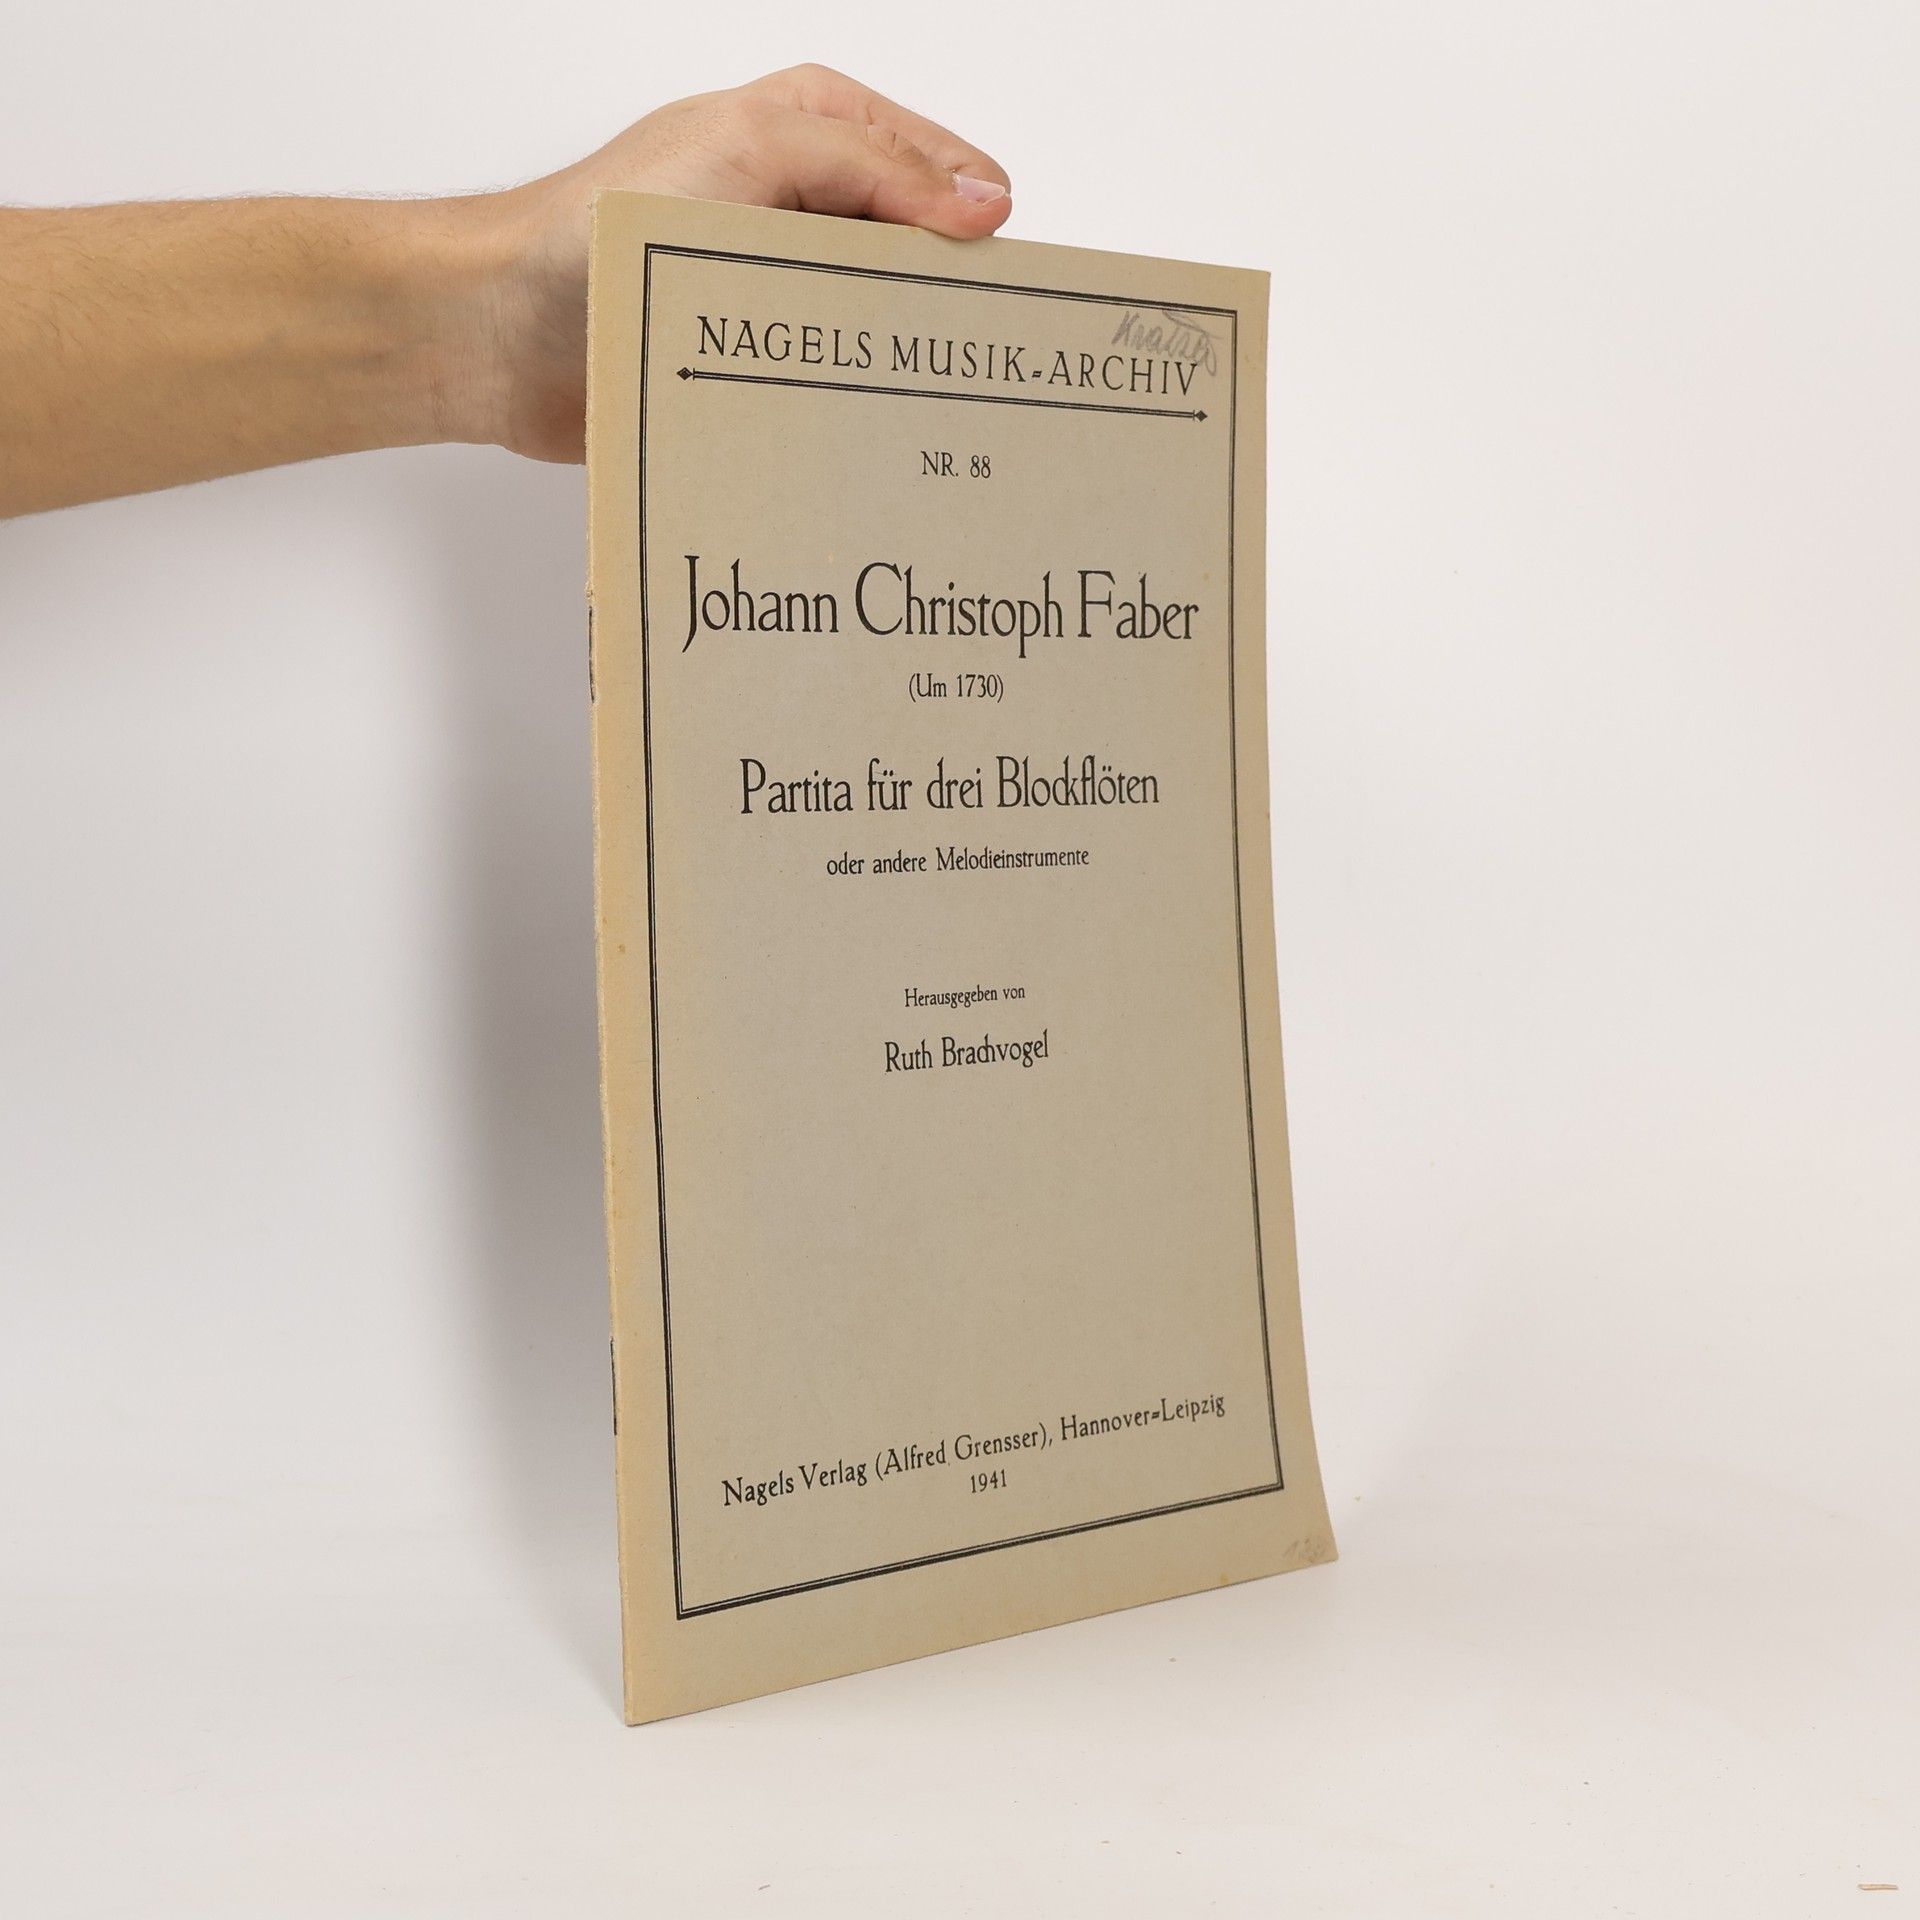 NAGELS MUSIK-ARCHIV
NR. 88
Johann Christoph Faber
(Um 1730)
Partita für drei Blockflöten
oder andere Melodieinstrumente
Herausgegeben von
Ruth Brachvogel
Nagels Verlag (Alfred Grensser), Hannover-Leipzig
1941